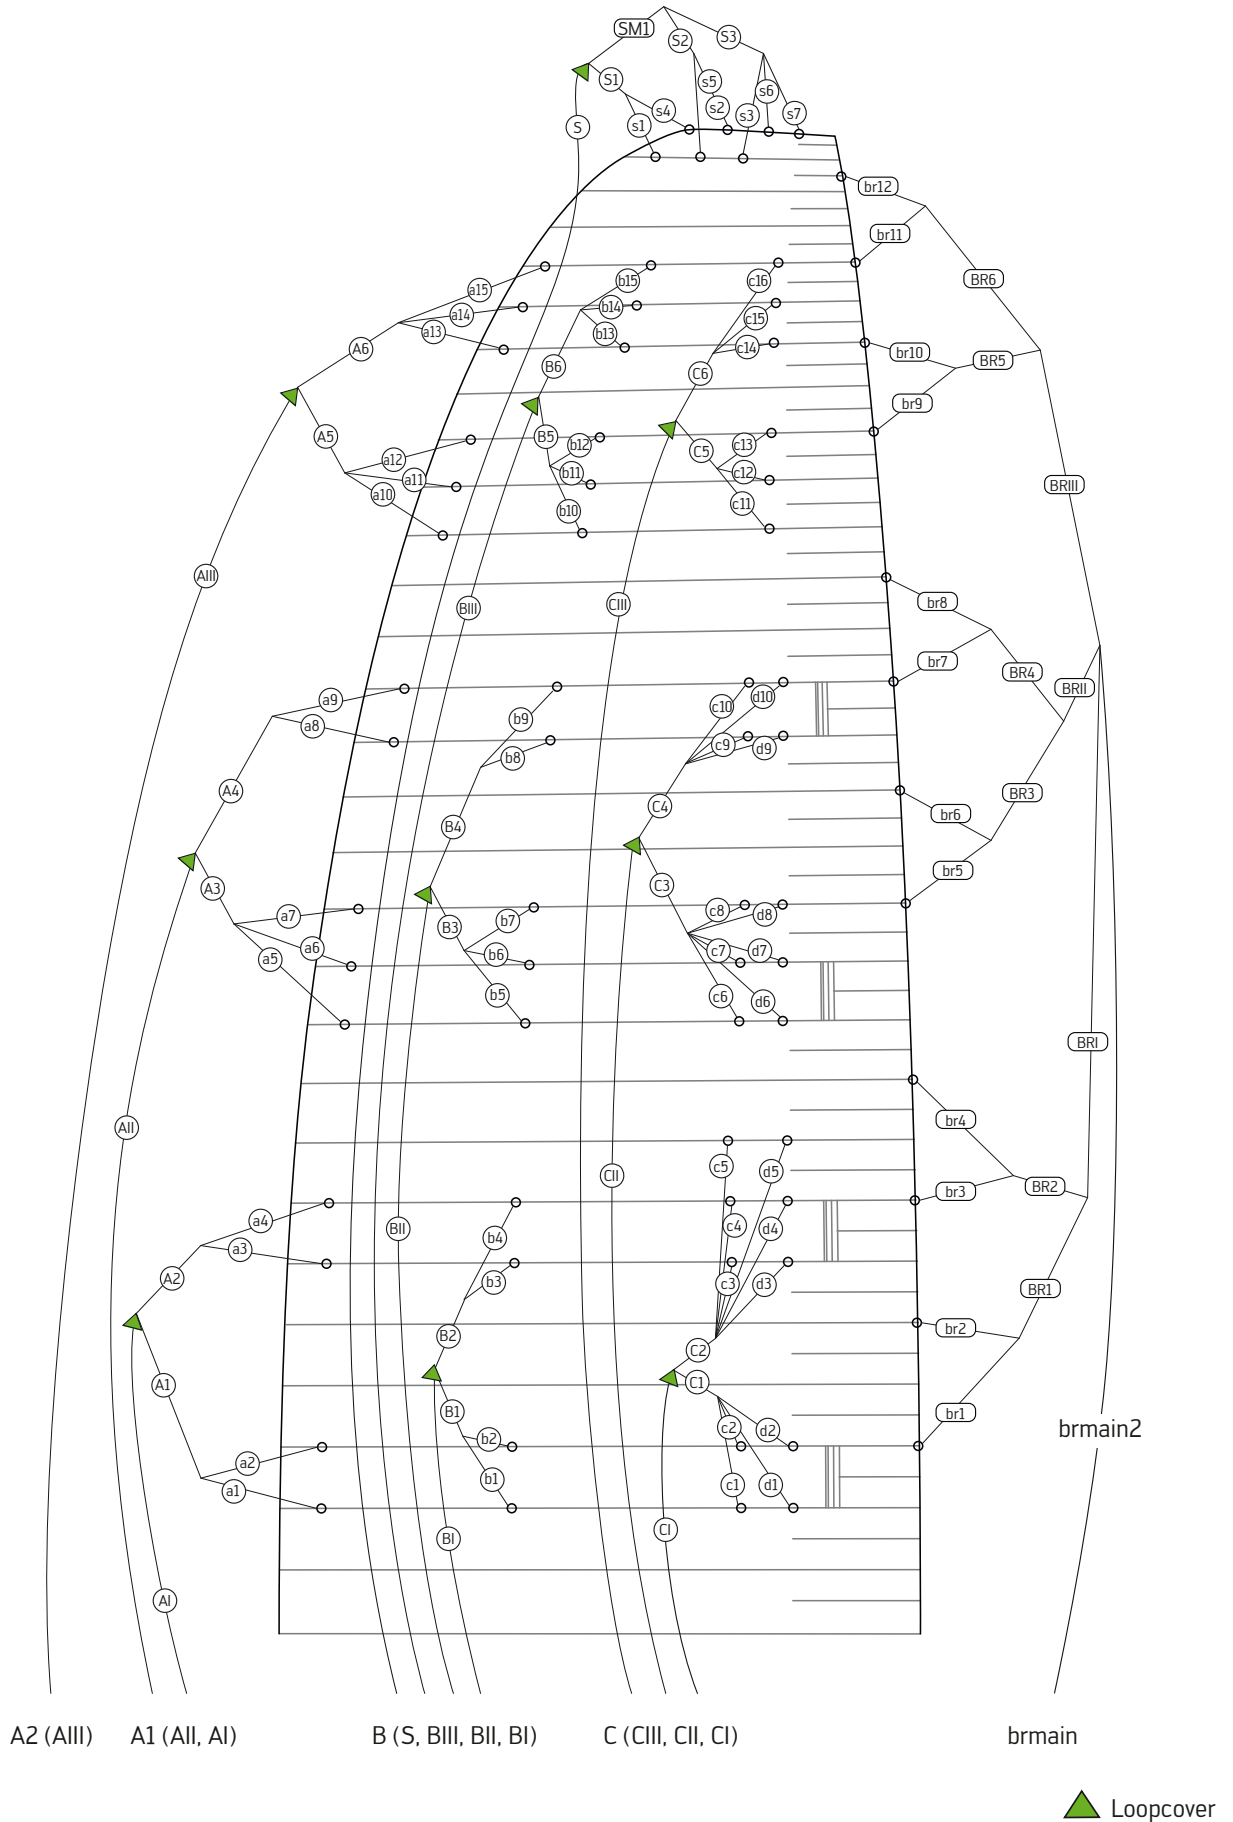 SM1
S2
S3
S1
s5
s6
s4
s2
s3
s7
S
s1
br12
br11
BR6
a15
b15
c16
a14
b14
c15
a13
b13
c14
A6
B6
C6
br10
BR5
br9
A5
B5
b12
c13
C5
a12
a11
b11
c12
a10
b10
c11
BRIII
AIII
BIII
CIII
br8
br7
BR4
BRII
a9
b9
c10
d10
a8
b8
c9
d9
A4
B4
C4
BR3
br6
br5
A3
B3
C3
a7
b7
c8
d8
a6
b6
c7
d7
a5
b5
c6
d6
BRI
AII
BII
CII
br4
br3
BR2
c5
d5
a4
b4
c4
d4
a3
b3
c3
d3
A2
B2
C2
BR1
br2
A1
B1
C1
br1
brmain2
a2
b2
c2
d2
a1
b1
c1
d1
BI
CI
AI
A2 (AIII) A1 (AII, AI) B (S, BIII, BII, BI) C (CIII, CII, CI) brmain
Loopcover